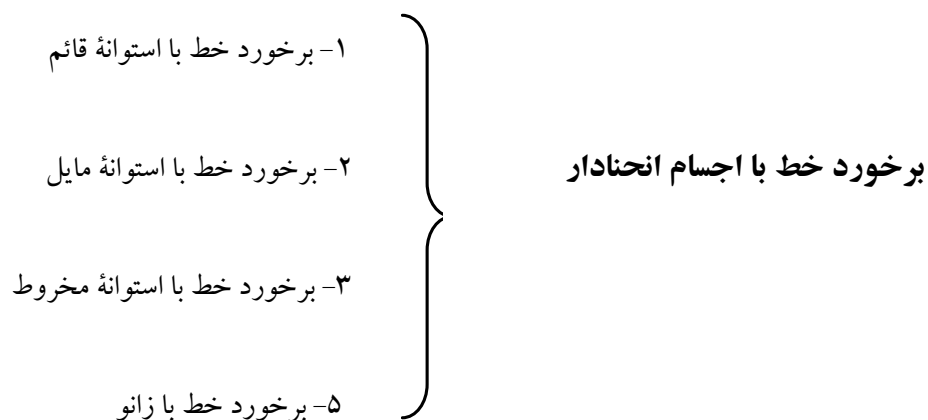 برخورد خط با اجسام انحنادار
۱- برخورد خط با استوانهٔ قائم
۲- برخورد خط با استوانهٔ مایل
۳- برخورد خط با استوانهٔ مخروط
۵- برخورد خط با زانو